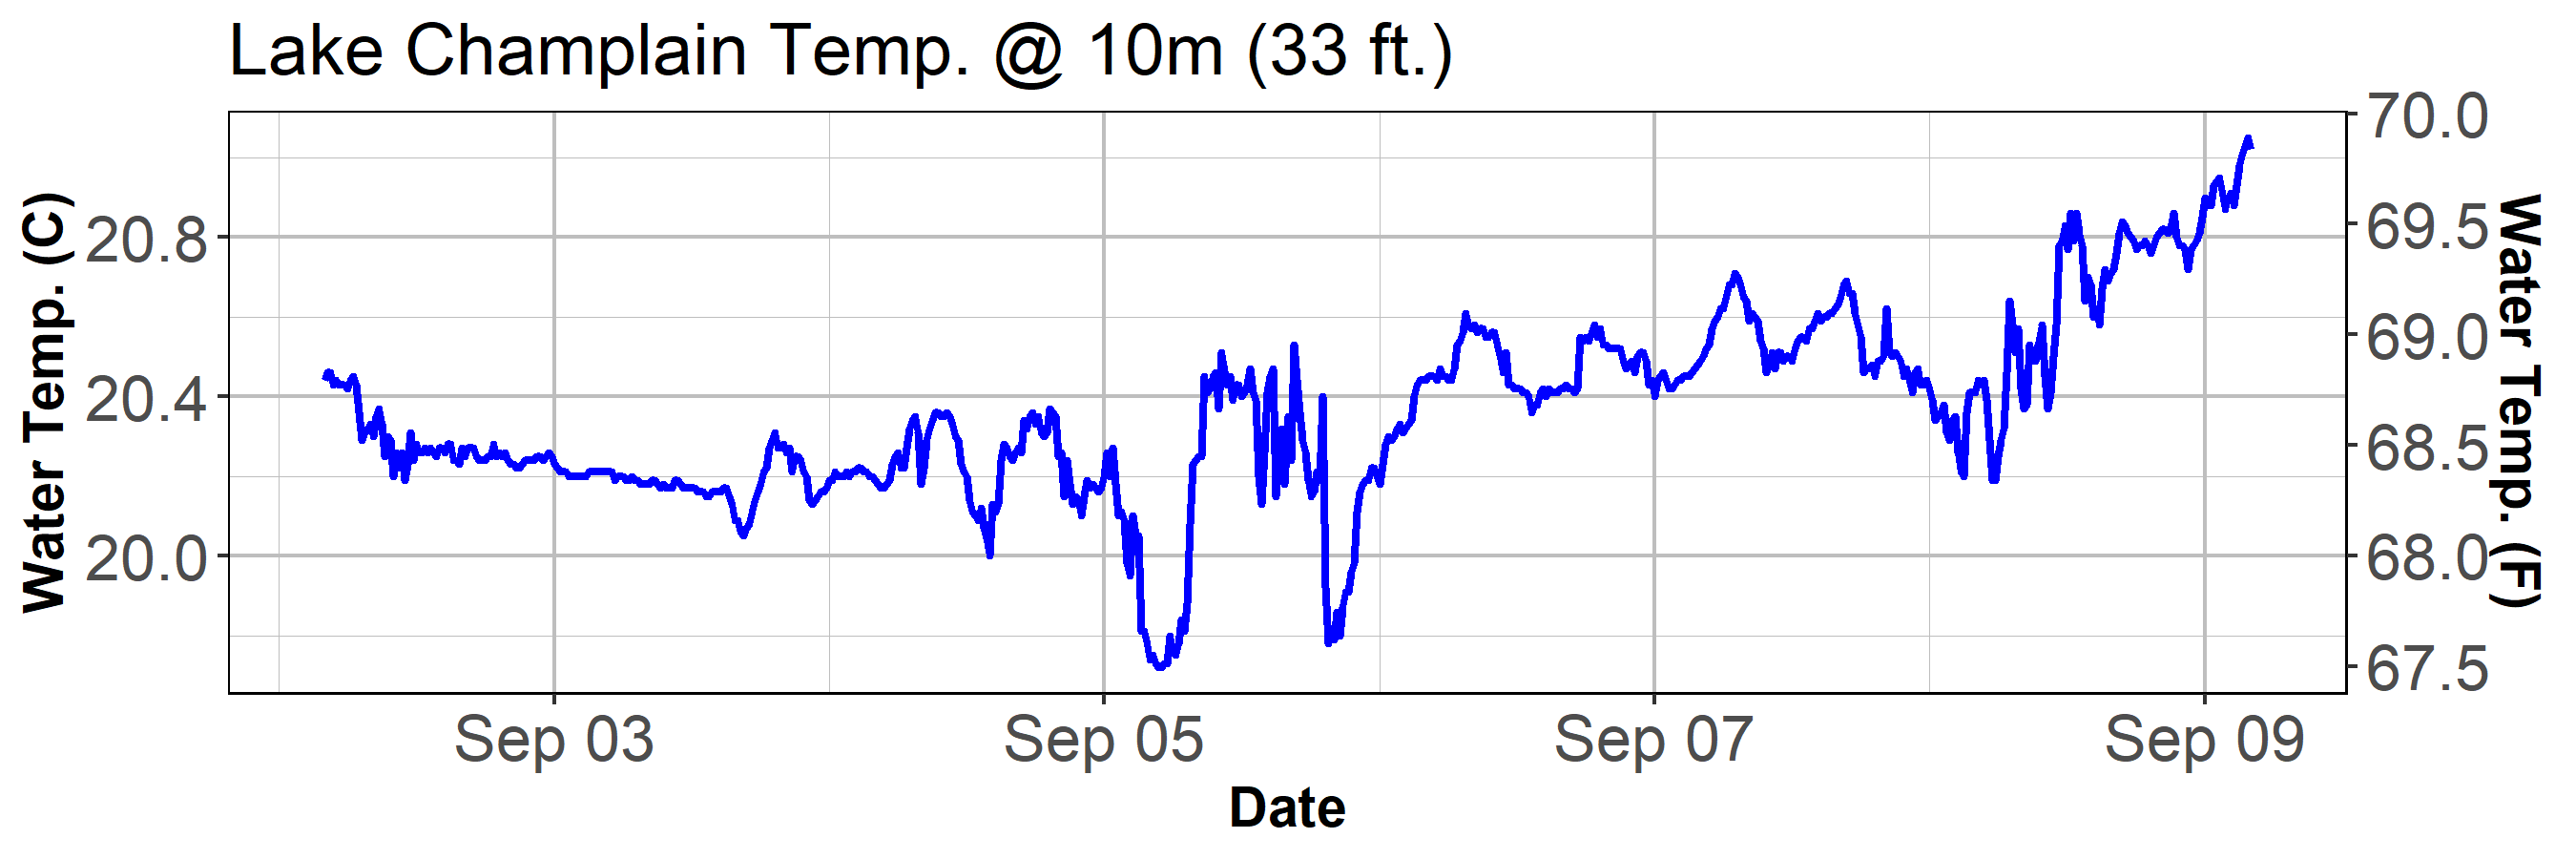 Lake Champlain Temp. @ 10m (33 ft.)
Water Temp. (C)
20.8
20.4
20.0
70.0
69.5
69.0
68.5
68.0
67.5
Water Temp. (F)
Sep 03
Sep 05
Sep 07
Sep 09
Date